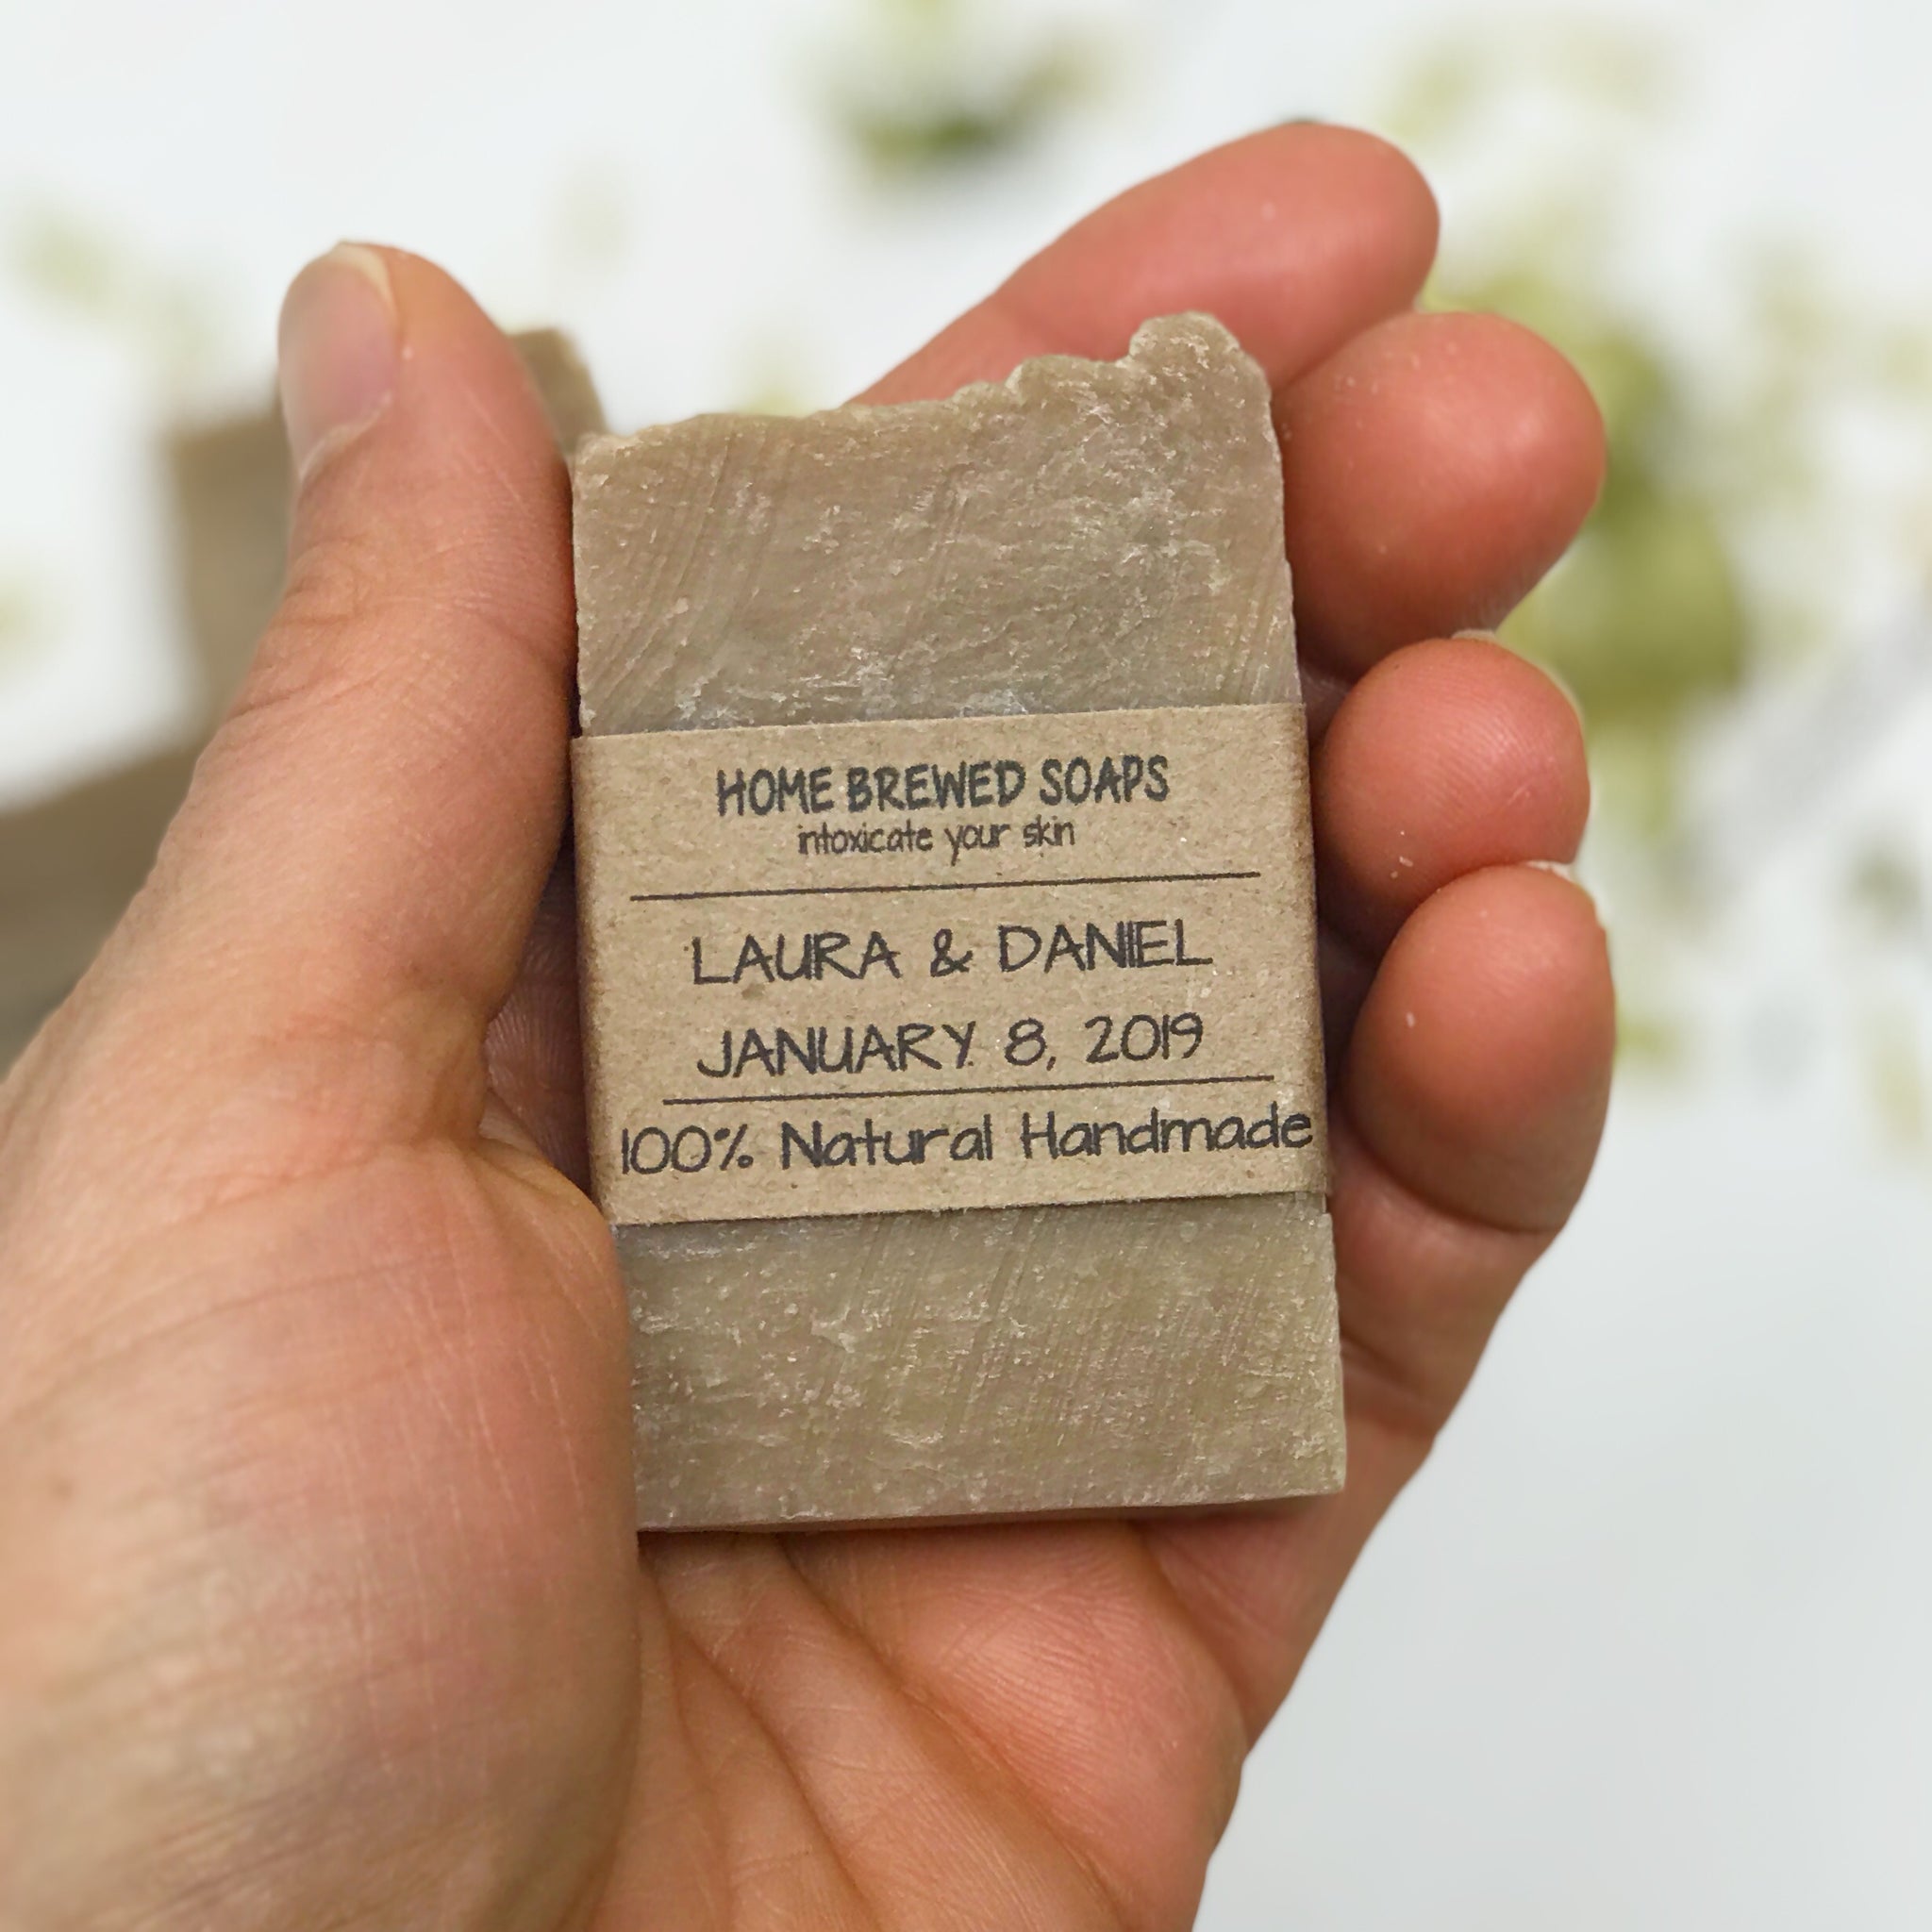 HOME BREWED SOAPS
intoxicate your skin
LAURA & DANIEL
JANUARY 8, 2019
100% Natural Handmade